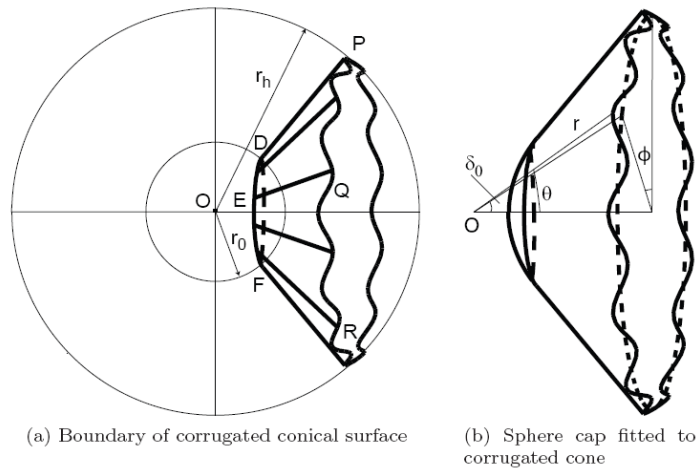 P
r_h
D
O
E
Q
r_0
F
R
(a) Boundary of corrugated conical surface
r
δ_0
θ
ϕ
O
(b) Sphere cap fitted to
corrugated cone